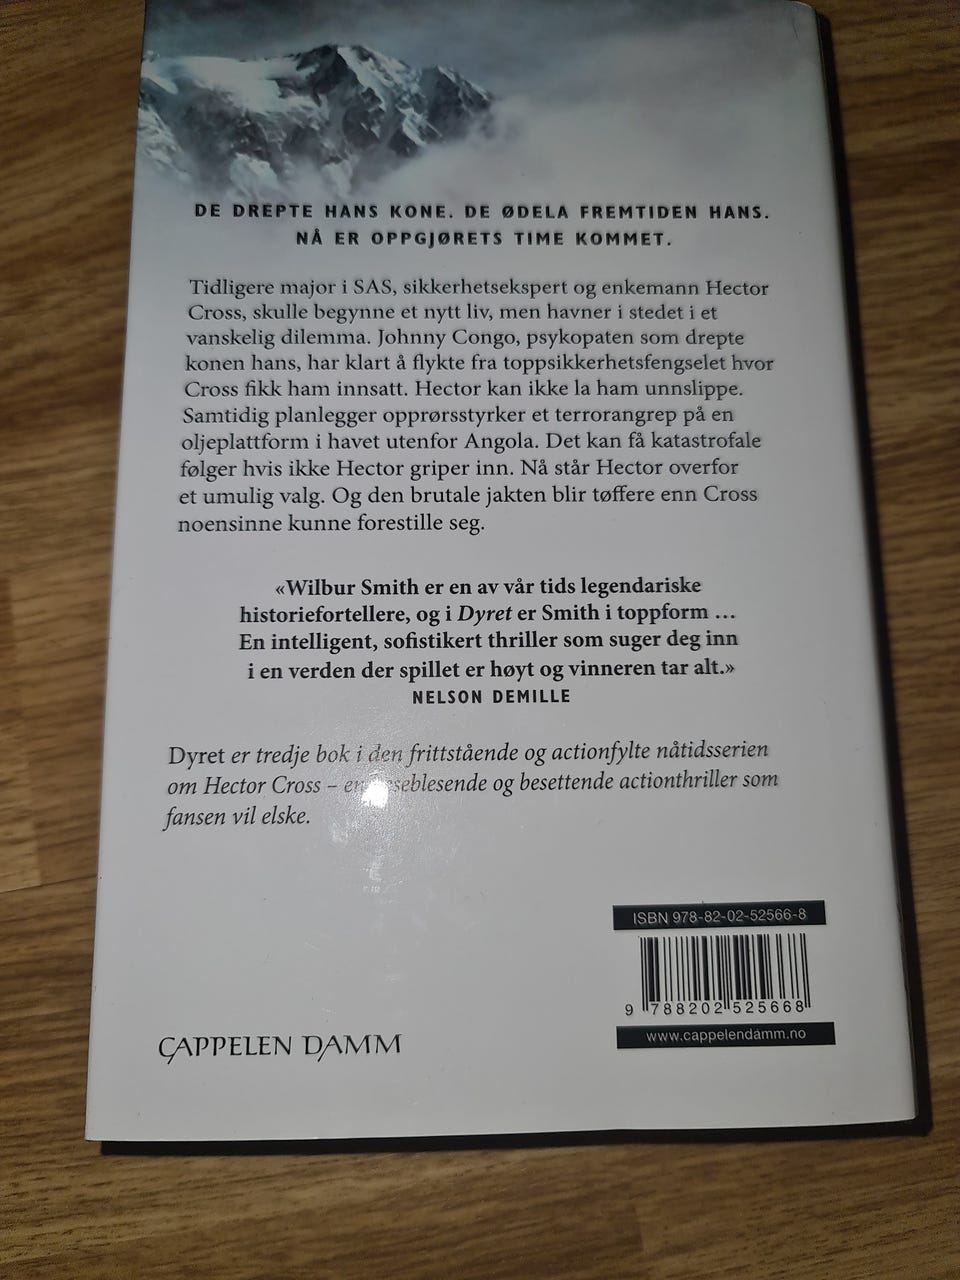 DE DREPTE HANS KONE. DE ØDELA FREMTIDEN HANS.
NÅ ER OPPGJØRETS TIME KOMMET.
Tidligere major i SAS, sikkerhetsekspert og enkemann Hector
Cross, skulle begynne et nytt liv, men havner i stedet i et
vanskelig dilemma. Johnny Congo, psykopaten som drepte
konen hans, har klart å flykte fra toppsikkerhetsfengselet hvor
Cross fikk ham innsatt. Hector kan ikke la ham unnslippe.
Samtidig planlegger opprørsstyrker et terrorangrep på en
oljeplattform i havet utenfor Angola. Det kan få katastrofale
følger hvis ikke Hector griper inn. Nå står Hector overfor
et umulig valg. Og den brutale jakten blir tøffere enn Cross
noensinne kunne forestille seg.
«Wilbur Smith er en av vår tids legendariske
historiefortellere, og i Dyret er Smith i toppform ...
En intelligent, sofistikert thriller som suger deg inn
i en verden der spillet er høyt og vinneren tar alt.»
NELSON DEMILLE
Dyret er tredje bok i den frittstående og actionfylte nåtidsserien
om Hector Cross – og besettende actionthriller som
fansen vil elske.
ISBN 978-82-02-52566-8
9 788202 525668
www.cappelendamm.no
CAPPELEN DAMM